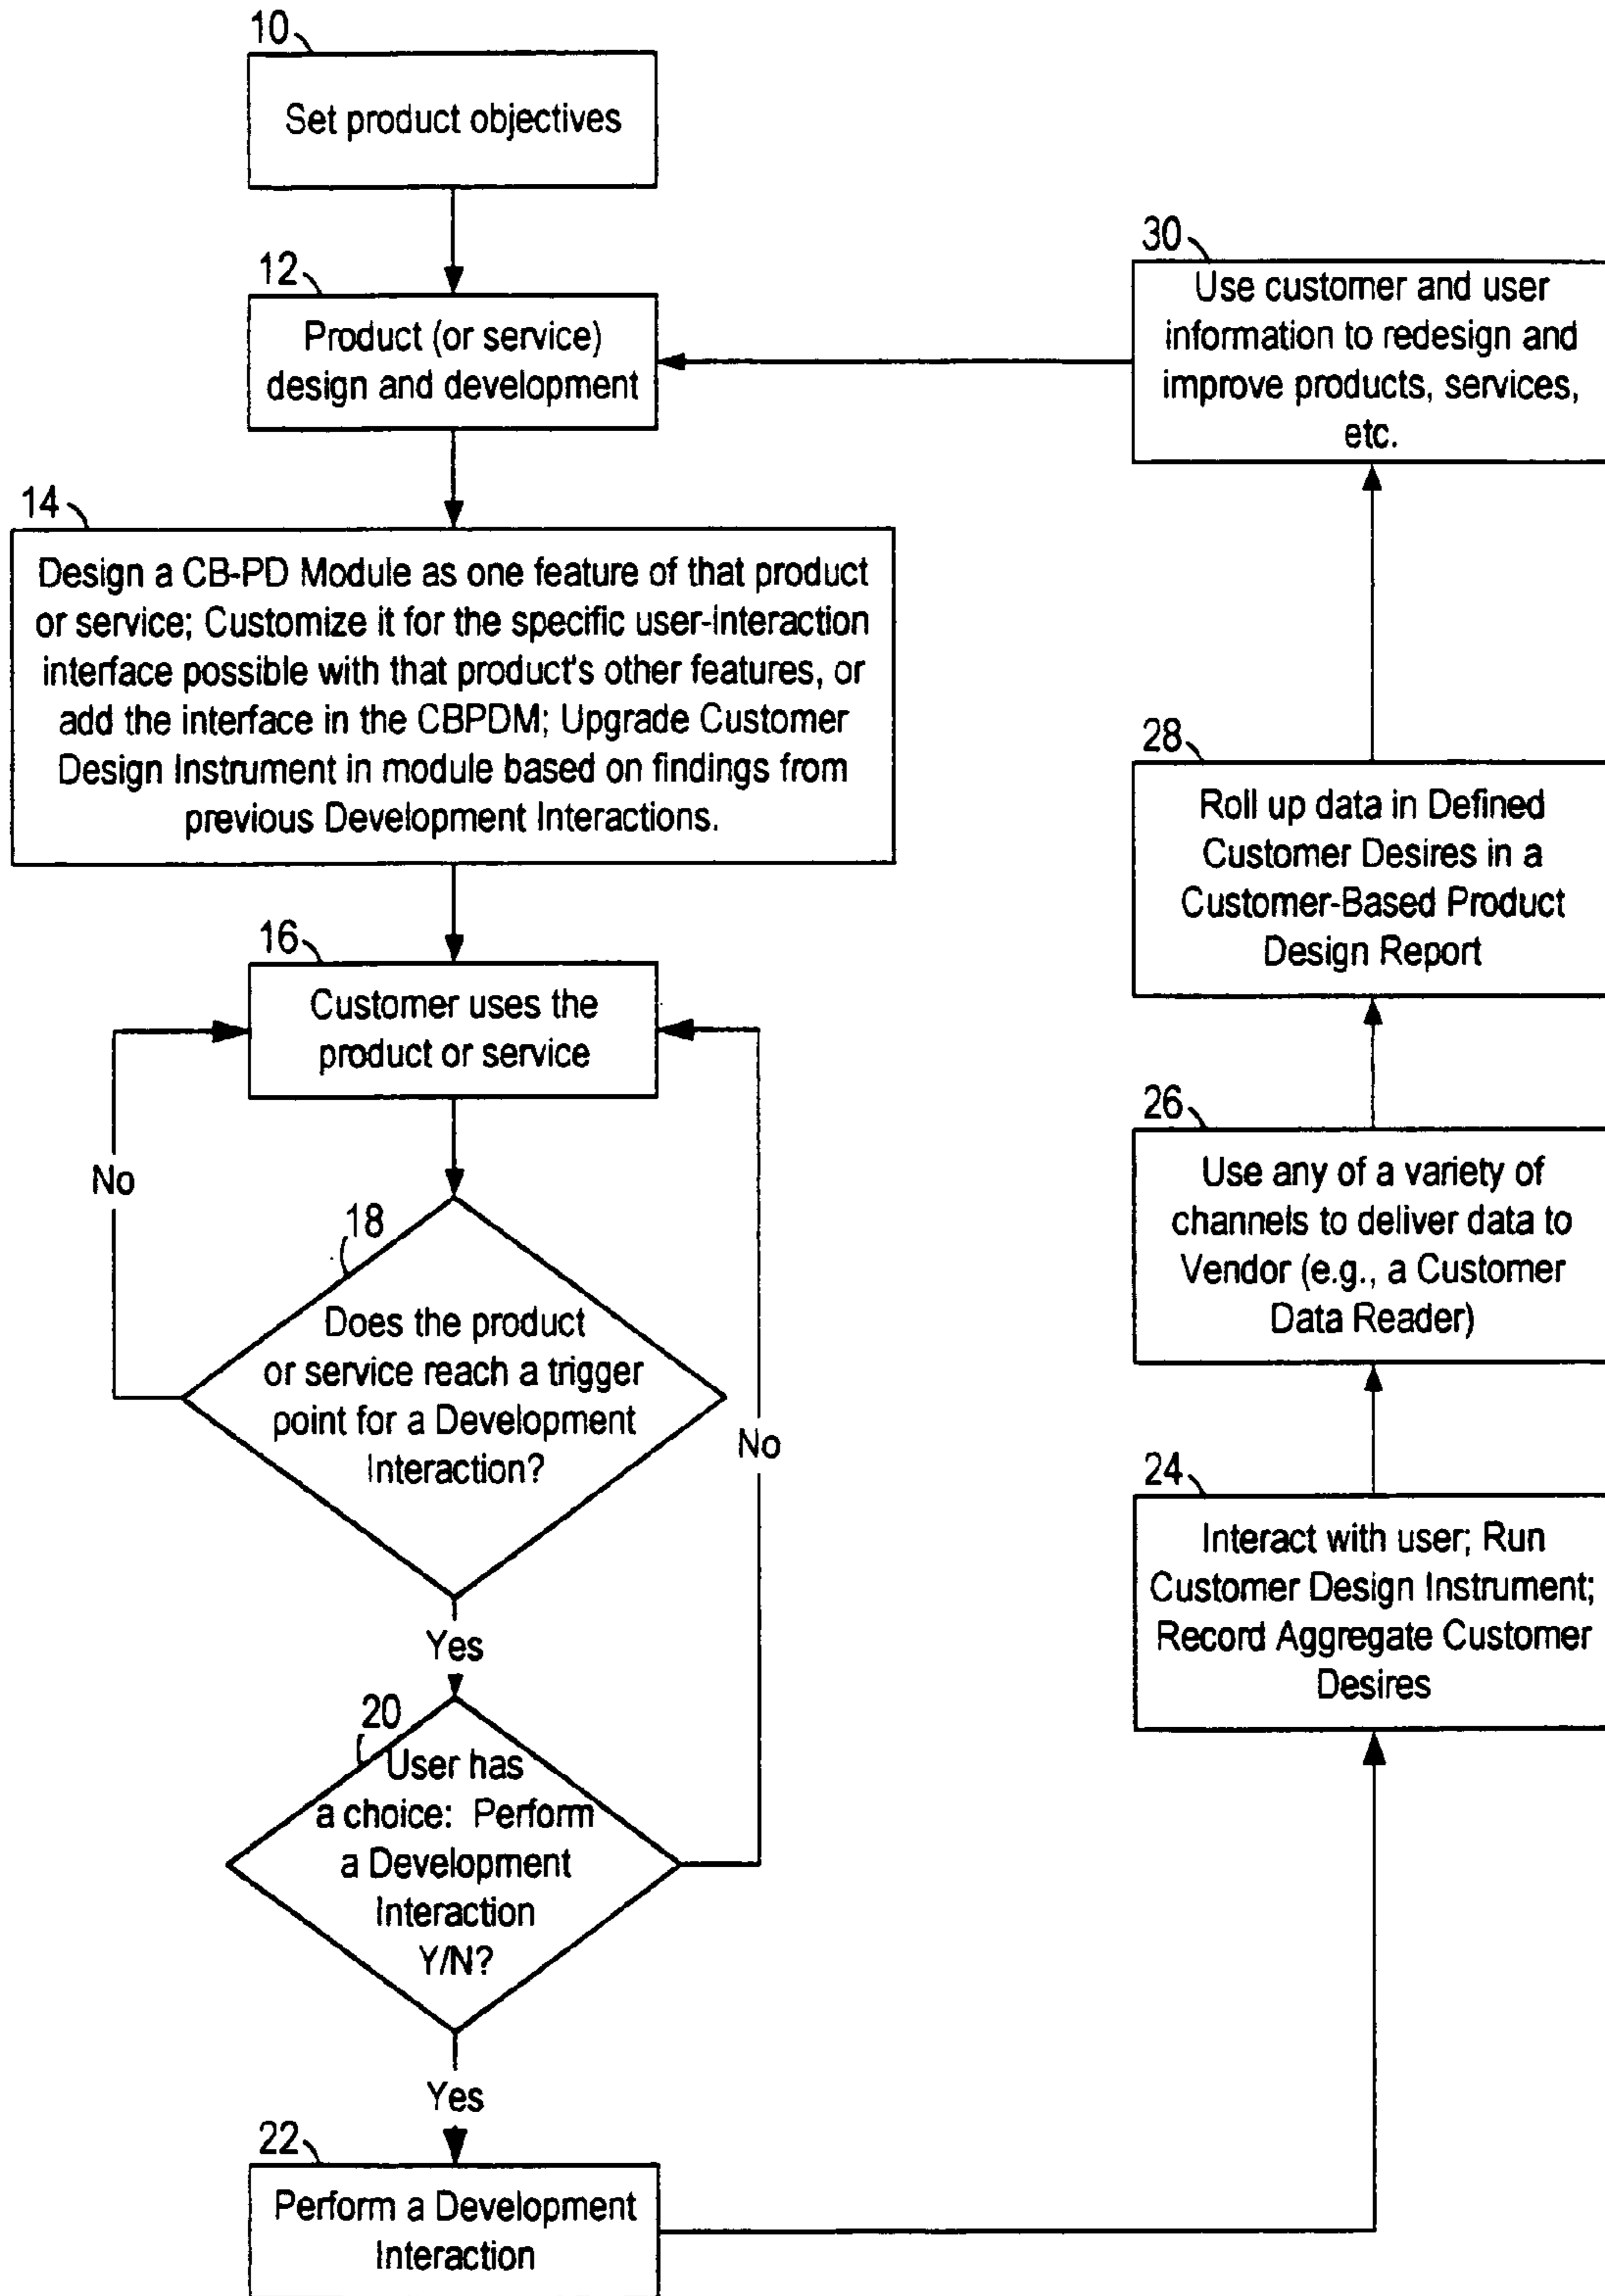 10
Set product objectives
12
Product (or service)
design and development
14
Design a CB-PD Module as one feature of that product
or service; Customize it for the specific user-interaction
interface possible with that product's other features, or
add the interface in the CBPDM; Upgrade Customer
Design Instrument in module based on findings from
previous Development Interactions.
16
Customer uses the
product or service
No
18
Does the product
or service reach a trigger
point for a Development
Interaction?
No
Yes
20
User has
a choice: Perform
a Development
Interaction
Y/N?
Yes
22
Perform a Development
Interaction
24
Interact with user; Run
Customer Design Instrument;
Record Aggregate Customer
Desires
26
Use any of a variety of
channels to deliver data to
Vendor (e.g., a Customer
Data Reader)
28
Roll up data in Defined
Customer Desires in a
Customer-Based Product
Design Report
30
Use customer and user
information to redesign and
improve products, services,
etc.